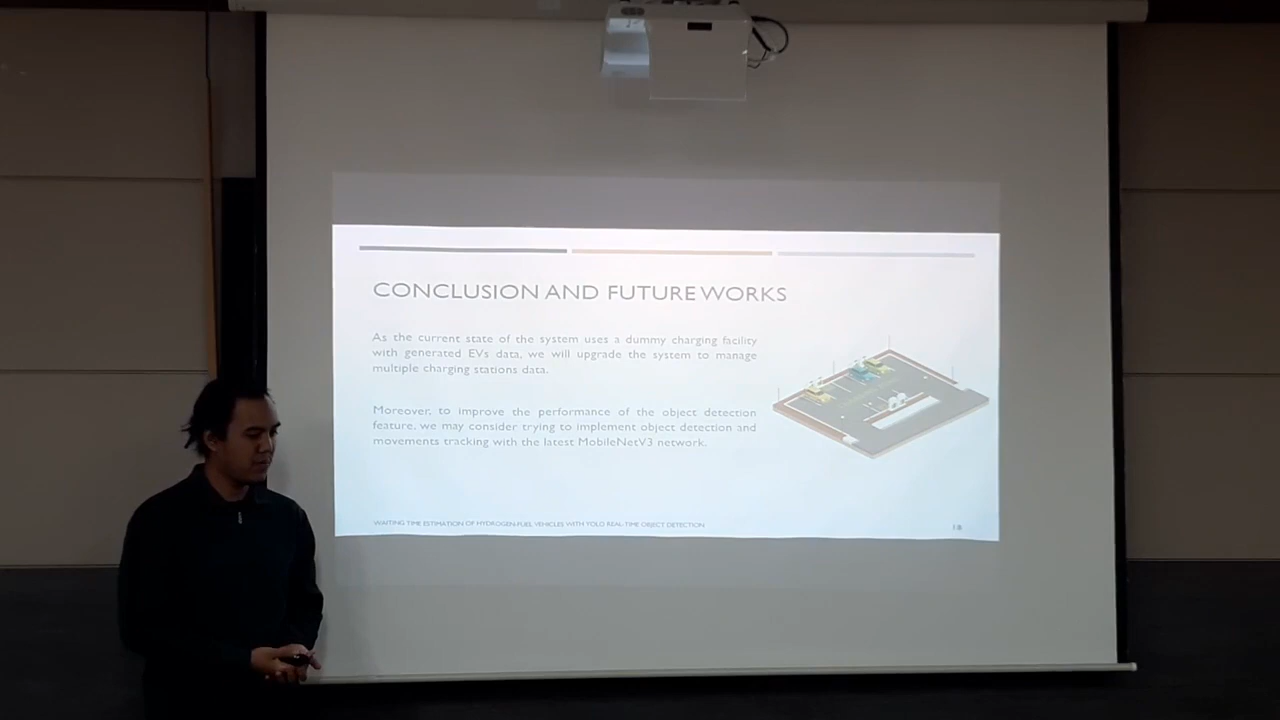 CONCLUSION AND FUTURE WORKS
As the current state of the system uses a dummy charging facility
with generated EVs data, we will upgrade the system to manage
multiple charging stations data.
Moreover, to improve the performance of the object detection
feature, we may consider trying to implement object detection and
movements tracking with the latest MobileNetV3 network.
WAITING TIME ESTIMATION OF HYDROGEN-FUEL VEHICLES WITH YOLO REAL-TIME OBJECT DETECTION
18